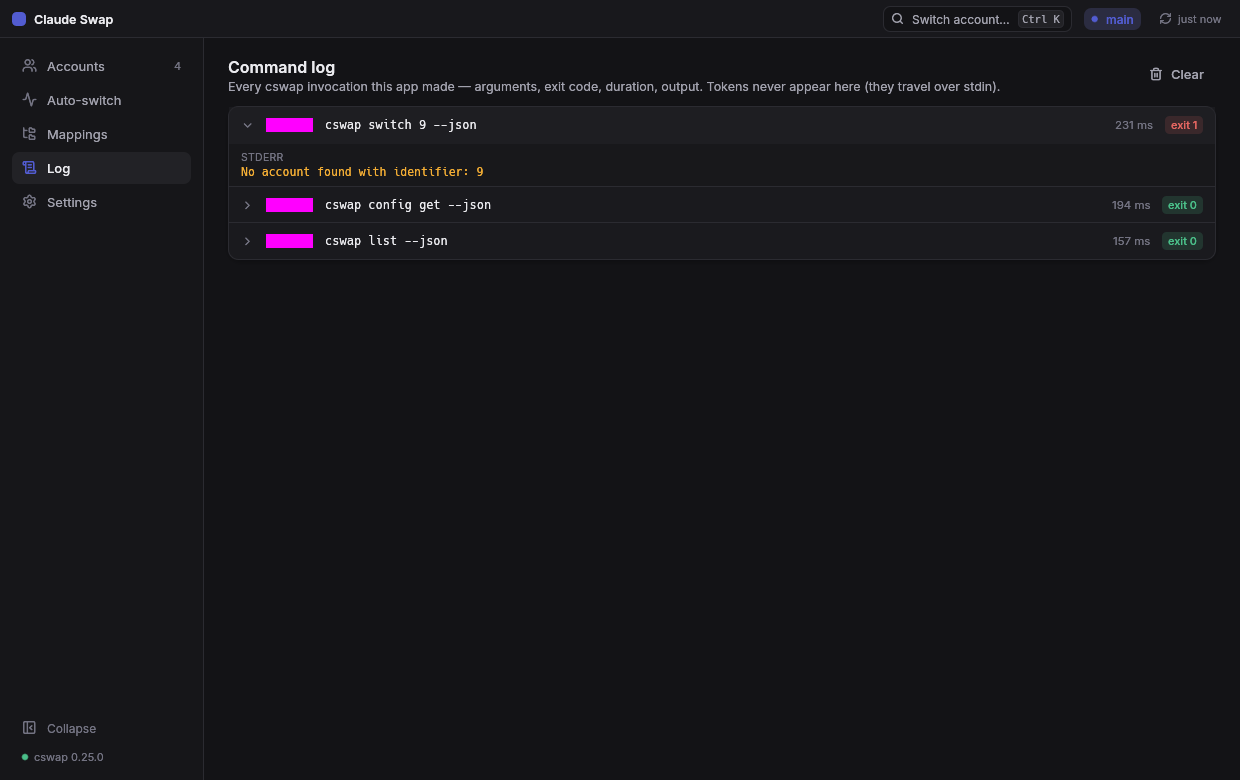 Claude Swap
Switch account... Ctrl K
main
just now
Accounts 4
Auto-switch
Mappings
Log
Settings
Collapse
cswap 0.25.0
Command log
Every cswap invocation this app made — arguments, exit code, duration, output. Tokens never appear here (they travel over stdin).
Clear
cswap switch 9 --json 231 ms exit 1
STDERR
No account found with identifier: 9
cswap config get --json 194 ms exit 0
cswap list --json 157 ms exit 0